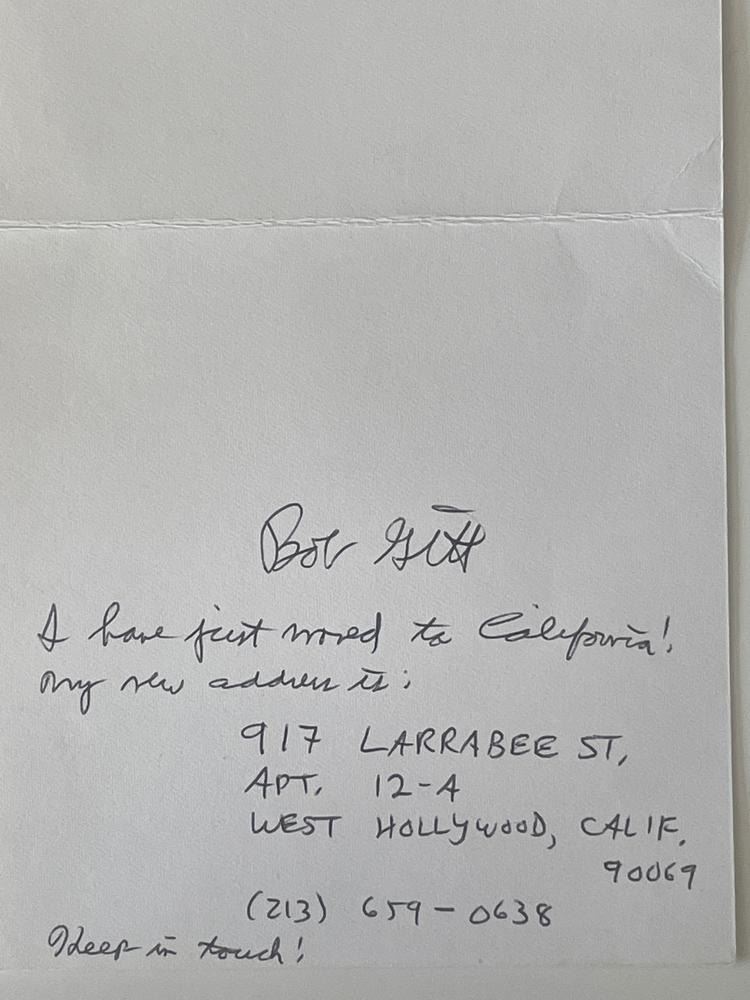 Bob Gitt
I have just moved to California!
My new address is:
917 LARRABEE ST,
APT. 12-A
WEST HOLLYWOOD, CALIF.
90069
(213) 659-0638
Keep in touch!